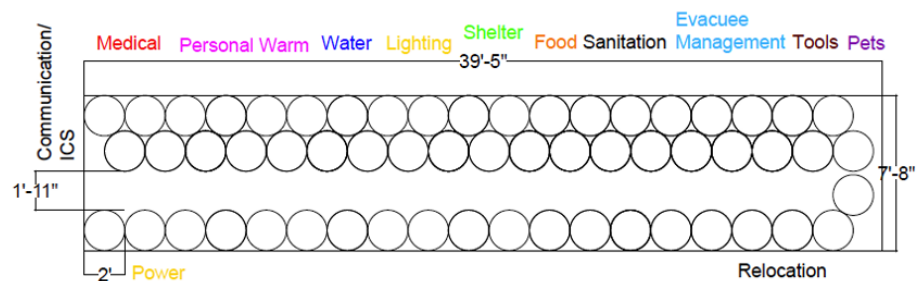 Communication/
ICS
Medical
Personal Warm
Water
Lighting
Shelter
Food
Sanitation
Evacuee
Management
Tools
Pets
39'-5"
7'-8"
1'-11"
2'
Power
Relocation